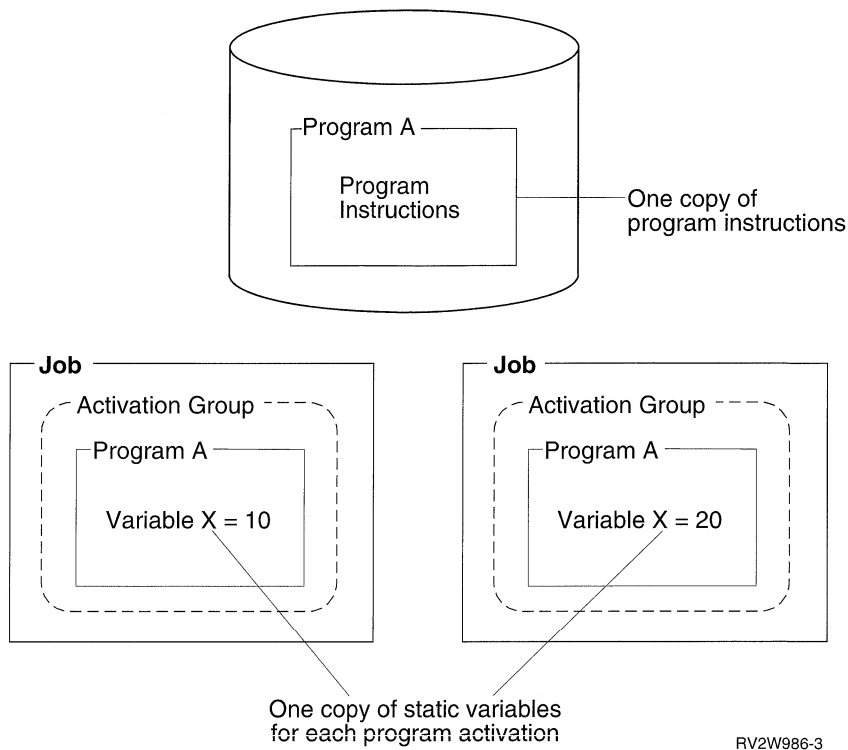 Program A
Program
Instructions
One copy of
program instructions
Job
Activation Group
Program A
Variable X = 10
Job
Activation Group
Program A
Variable X = 20
One copy of static variables
for each program activation
RV2W986-3